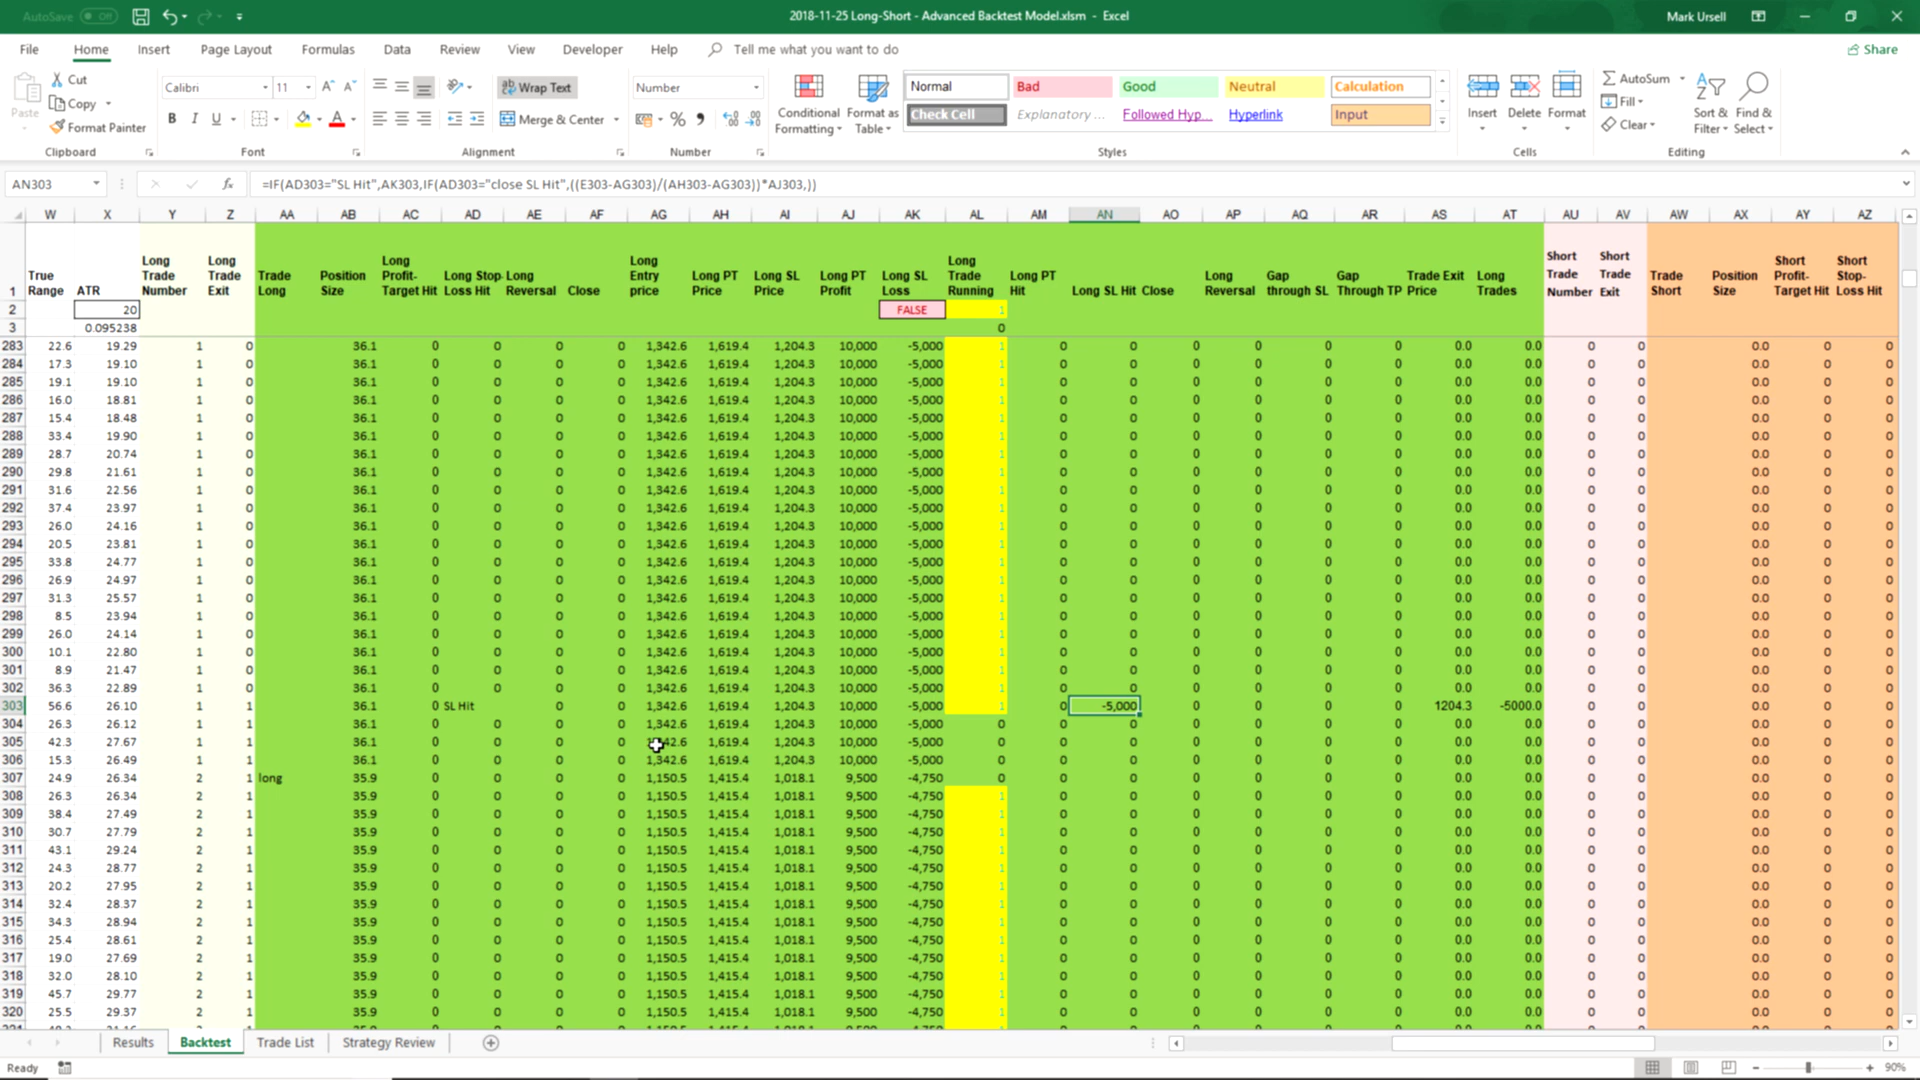 AutoSave Off
2018-11-25 Long-Short - Advanced Backtest Model.xlsm - Excel
Mark Ursell
File Home Insert Page Layout Formulas Data Review View Developer Help Tell me what you want to do Share
Paste Cut Copy Format Painter
Calibri 11 B I U
Wrap Text Merge & Center
Number
Conditional Formatting Format as Table
Normal Bad Good Neutral Calculation
Check Cell Explanatory ... Followed Hyp... Hyperlink Input
Insert Delete Format
AutoSum Fill Clear
Sort & Filter Find & Select
Clipboard Font Alignment Number Styles Cells Editing
AN303 fx =IF(AD303="SL Hit",AK303,IF(AD303="close SL Hit",((E303-AG303)/(AH303-AG303))*AJ303,))
W X Y Z AA AB AC AD AE AF AG AH AI AJ AK AL AM AN AO AP AQ AR AS AT AU AV AW AX AY AZ
1 True Range ATR Long Trade Number Long Trade Exit Trade Long Position Size Long Profit-Target Hit Long Stop-Loss Hit Long Reversal Close Long Entry price Long PT Price Long SL Price Long PT Profit Long SL Loss Long Trade Running Long PT Hit Long SL Hit Close Long Reversal Gap through SL Gap Through TP Trade Exit Price Long Trades Short Trade Number Short Trade Exit Trade Short Position Size Short Profit-Target Hit Short Stop-Loss Hit
2 20 FALSE 1
3 0.095238 0
283 22.6 19.29 1 0 36.1 0 0 0 0 1,342.6 1,619.4 1,204.3 10,000 -5,000 1 0 0 0 0 0 0 0.0 0.0 0 0 0.0 0 0
284 17.3 19.10 1 0 36.1 0 0 0 0 1,342.6 1,619.4 1,204.3 10,000 -5,000 1 0 0 0 0 0 0 0.0 0.0 0 0 0.0 0 0
285 19.1 19.10 1 0 36.1 0 0 0 0 1,342.6 1,619.4 1,204.3 10,000 -5,000 1 0 0 0 0 0 0 0.0 0.0 0 0 0.0 0 0
286 16.0 18.81 1 0 36.1 0 0 0 0 1,342.6 1,619.4 1,204.3 10,000 -5,000 1 0 0 0 0 0 0 0.0 0.0 0 0 0.0 0 0
287 15.4 18.48 1 0 36.1 0 0 0 0 1,342.6 1,619.4 1,204.3 10,000 -5,000 1 0 0 0 0 0 0 0.0 0.0 0 0 0.0 0 0
288 33.4 19.90 1 0 36.1 0 0 0 0 1,342.6 1,619.4 1,204.3 10,000 -5,000 1 0 0 0 0 0 0 0.0 0.0 0 0 0.0 0 0
289 28.7 20.74 1 0 36.1 0 0 0 0 1,342.6 1,619.4 1,204.3 10,000 -5,000 1 0 0 0 0 0 0 0.0 0.0 0 0 0.0 0 0
290 29.8 21.61 1 0 36.1 0 0 0 0 1,342.6 1,619.4 1,204.3 10,000 -5,000 1 0 0 0 0 0 0 0.0 0.0 0 0 0.0 0 0
291 31.6 22.56 1 0 36.1 0 0 0 0 1,342.6 1,619.4 1,204.3 10,000 -5,000 1 0 0 0 0 0 0 0.0 0.0 0 0 0.0 0 0
292 37.4 23.97 1 0 36.1 0 0 0 0 1,342.6 1,619.4 1,204.3 10,000 -5,000 1 0 0 0 0 0 0 0.0 0.0 0 0 0.0 0 0
293 26.0 24.16 1 0 36.1 0 0 0 0 1,342.6 1,619.4 1,204.3 10,000 -5,000 1 0 0 0 0 0 0 0.0 0.0 0 0 0.0 0 0
294 20.5 23.81 1 0 36.1 0 0 0 0 1,342.6 1,619.4 1,204.3 10,000 -5,000 1 0 0 0 0 0 0 0.0 0.0 0 0 0.0 0 0
295 33.8 24.77 1 0 36.1 0 0 0 0 1,342.6 1,619.4 1,204.3 10,000 -5,000 1 0 0 0 0 0 0 0.0 0.0 0 0 0.0 0 0
296 26.9 24.97 1 0 36.1 0 0 0 0 1,342.6 1,619.4 1,204.3 10,000 -5,000 1 0 0 0 0 0 0 0.0 0.0 0 0 0.0 0 0
297 31.3 25.57 1 0 36.1 0 0 0 0 1,342.6 1,619.4 1,204.3 10,000 -5,000 1 0 0 0 0 0 0 0.0 0.0 0 0 0.0 0 0
298 8.5 23.94 1 0 36.1 0 0 0 0 1,342.6 1,619.4 1,204.3 10,000 -5,000 1 0 0 0 0 0 0 0.0 0.0 0 0 0.0 0 0
299 26.0 24.14 1 0 36.1 0 0 0 0 1,342.6 1,619.4 1,204.3 10,000 -5,000 1 0 0 0 0 0 0 0.0 0.0 0 0 0.0 0 0
300 10.1 22.80 1 0 36.1 0 0 0 0 1,342.6 1,619.4 1,204.3 10,000 -5,000 1 0 0 0 0 0 0 0.0 0.0 0 0 0.0 0 0
301 8.9 21.47 1 0 36.1 0 0 0 0 1,342.6 1,619.4 1,204.3 10,000 -5,000 1 0 0 0 0 0 0 0.0 0.0 0 0 0.0 0 0
302 36.3 22.89 1 0 36.1 0 0 0 0 1,342.6 1,619.4 1,204.3 10,000 -5,000 1 0 0 0 0 0 0 0.0 0.0 0 0 0.0 0 0
303 56.6 26.10 1 1 36.1 0 SL Hit 0 0 1,342.6 1,619.4 1,204.3 10,000 -5,000 1 0 -5,000 0 0 0 0 1204.3 -5000.0 0 0 0.0 0 0
304 26.3 26.12 1 1 36.1 0 0 0 0 1,342.6 1,619.4 1,204.3 10,000 -5,000 0 0 0 0 0 0 0 0.0 0.0 0 0 0.0 0 0
305 42.3 27.67 1 1 36.1 0 0 0 0 42.6 1,619.4 1,204.3 10,000 -5,000 0 0 0 0 0 0 0 0.0 0.0 0 0 0.0 0 0
306 15.3 26.49 1 1 36.1 0 0 0 0 1,342.6 1,619.4 1,204.3 10,000 -5,000 0 0 0 0 0 0 0 0.0 0.0 0 0 0.0 0 0
307 24.9 26.34 2 1 long 35.9 0 0 0 0 1,150.5 1,415.4 1,018.1 9,500 -4,750 0 0 0 0 0 0 0 0.0 0.0 0 0 0.0 0 0
308 26.3 26.34 2 1 35.9 0 0 0 0 1,150.5 1,415.4 1,018.1 9,500 -4,750 1 0 0 0 0 0 0 0.0 0.0 0 0 0.0 0 0
309 38.4 27.49 2 1 35.9 0 0 0 0 1,150.5 1,415.4 1,018.1 9,500 -4,750 1 0 0 0 0 0 0 0.0 0.0 0 0 0.0 0 0
310 30.7 27.79 2 1 35.9 0 0 0 0 1,150.5 1,415.4 1,018.1 9,500 -4,750 1 0 0 0 0 0 0 0.0 0.0 0 0 0.0 0 0
311 43.1 29.24 2 1 35.9 0 0 0 0 1,150.5 1,415.4 1,018.1 9,500 -4,750 1 0 0 0 0 0 0 0.0 0.0 0 0 0.0 0 0
312 24.3 28.77 2 1 35.9 0 0 0 0 1,150.5 1,415.4 1,018.1 9,500 -4,750 1 0 0 0 0 0 0 0.0 0.0 0 0 0.0 0 0
313 20.2 27.95 2 1 35.9 0 0 0 0 1,150.5 1,415.4 1,018.1 9,500 -4,750 1 0 0 0 0 0 0 0.0 0.0 0 0 0.0 0 0
314 32.4 28.37 2 1 35.9 0 0 0 0 1,150.5 1,415.4 1,018.1 9,500 -4,750 1 0 0 0 0 0 0 0.0 0.0 0 0 0.0 0 0
315 34.3 28.94 2 1 35.9 0 0 0 0 1,150.5 1,415.4 1,018.1 9,500 -4,750 1 0 0 0 0 0 0 0.0 0.0 0 0 0.0 0 0
316 25.4 28.61 2 1 35.9 0 0 0 0 1,150.5 1,415.4 1,018.1 9,500 -4,750 1 0 0 0 0 0 0 0.0 0.0 0 0 0.0 0 0
317 19.0 27.69 2 1 35.9 0 0 0 0 1,150.5 1,415.4 1,018.1 9,500 -4,750 1 0 0 0 0 0 0 0.0 0.0 0 0 0.0 0 0
318 32.0 28.10 2 1 35.9 0 0 0 0 1,150.5 1,415.4 1,018.1 9,500 -4,750 1 0 0 0 0 0 0 0.0 0.0 0 0 0.0 0 0
319 45.7 29.77 2 1 35.9 0 0 0 0 1,150.5 1,415.4 1,018.1 9,500 -4,750 1 0 0 0 0 0 0 0.0 0.0 0 0 0.0 0 0
320 25.5 29.37 2 1 35.9 0 0 0 0 1,150.5 1,415.4 1,018.1 9,500 -4,750 1 0 0 0 0 0 0 0.0 0.0 0 0 0.0 0 0
Results Backtest Trade List Strategy Review
Ready 90%